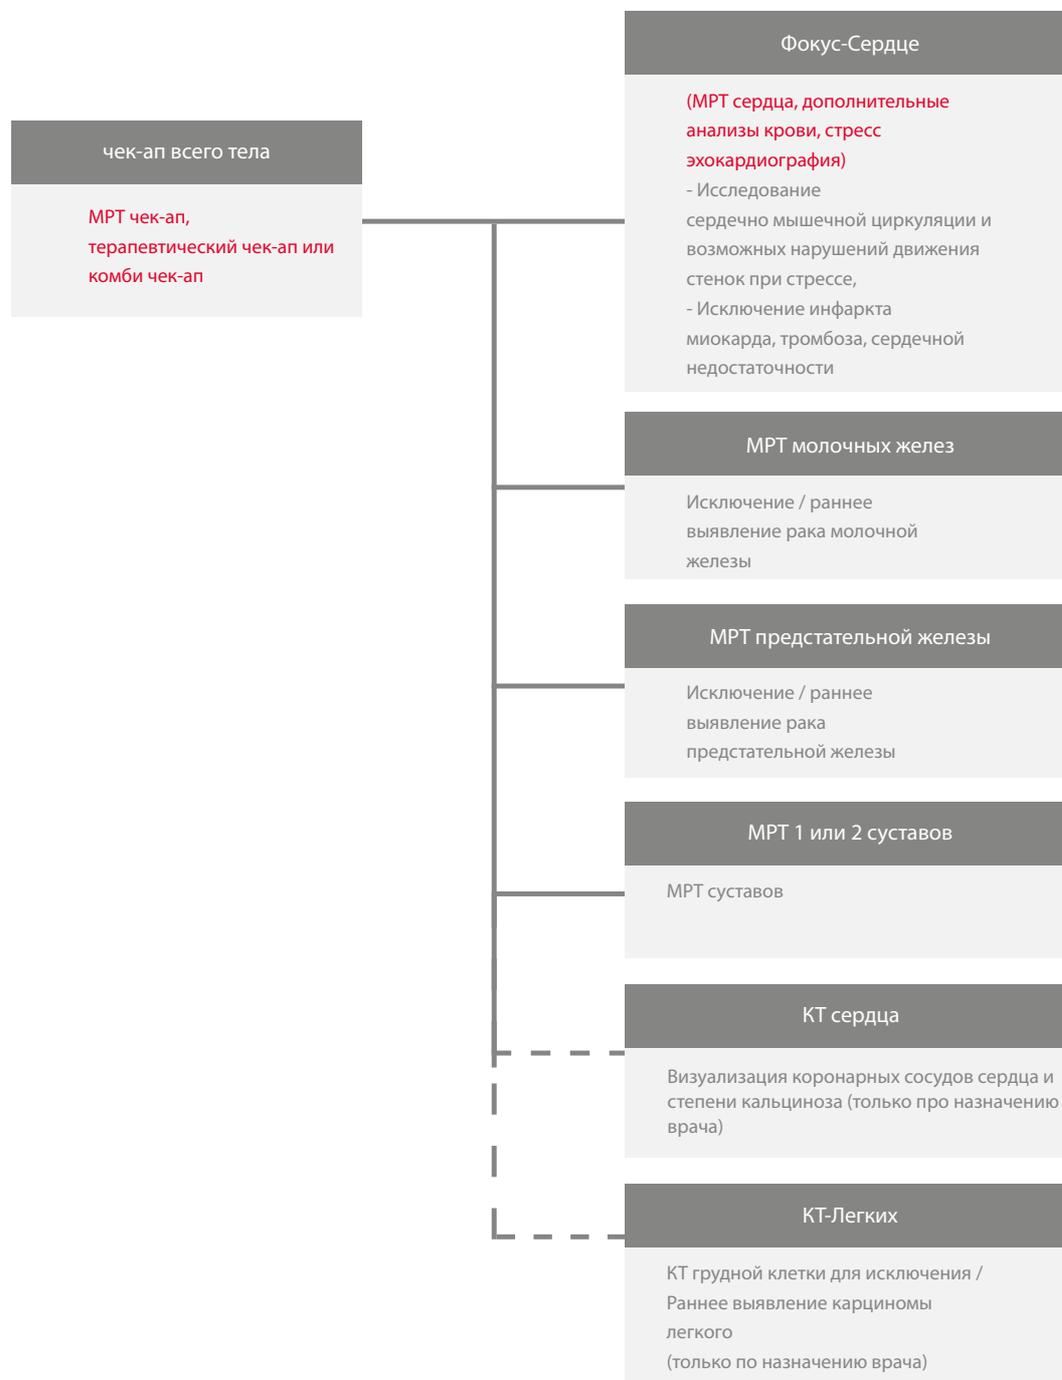 чек-ап всего тела
МРТ чек-ап,
терапевтический чек-ап или
комби чек-ап
Фокус-Сердце
(МРТ сердца, дополнительные
анализы крови, стресс
эхокардиография)
- Исследование
сердечно мышечной циркуляции и
возможных нарушений движения
стенок при стрессе,
- Исключение инфаркта
миокарда, тромбоза, сердечной
недостаточности
МРТ молочных желез
Исключение / раннее
выявление рака молочной
железы
МРТ предстательной железы
Исключение / раннее
выявление рака
предстательной железы
МРТ 1 или 2 суставов
МРТ суставов
КТ сердца
Визуализация коронарных сосудов сердца и
степени кальциноза (только про назначению
врача)
КТ-Легких
КТ грудной клетки для исключения /
Раннее выявление карциномы
легкого
(только по назначению врача)